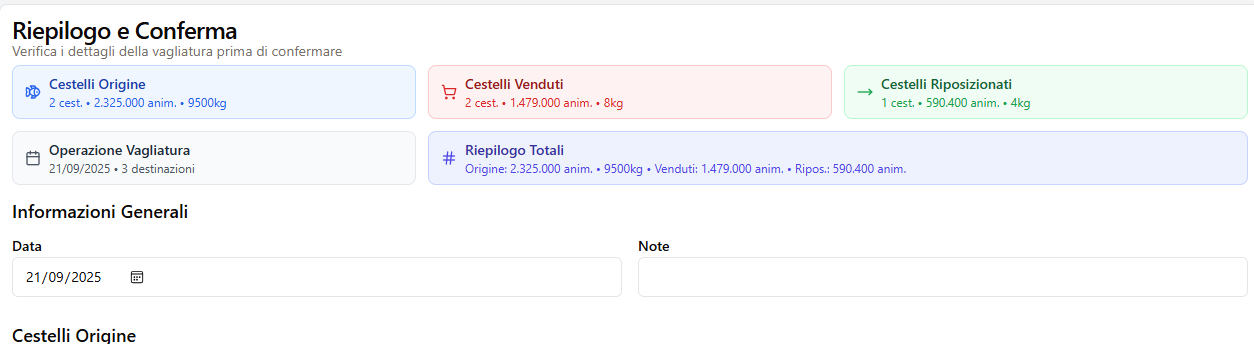 Riepilogo e Conferma
Verifica i dettagli della vagliatura prima di confermare
Cestelli Origine
2 cest. • 2.325.000 anim. • 9500kg
Cestelli Venduti
2 cest. • 1.479.000 anim. • 8kg
Cestelli Riposizionati
1 cest. • 590.400 anim. • 4kg
Operazione Vagliatura
21/09/2025 • 3 destinazioni
Riepilogo Totali
Origine: 2.325.000 anim. • 9500kg • Venduti: 1.479.000 anim. • Ripos.: 590.400 anim.
Informazioni Generali
Data
Note
21/09/2025
Cestelli Origine